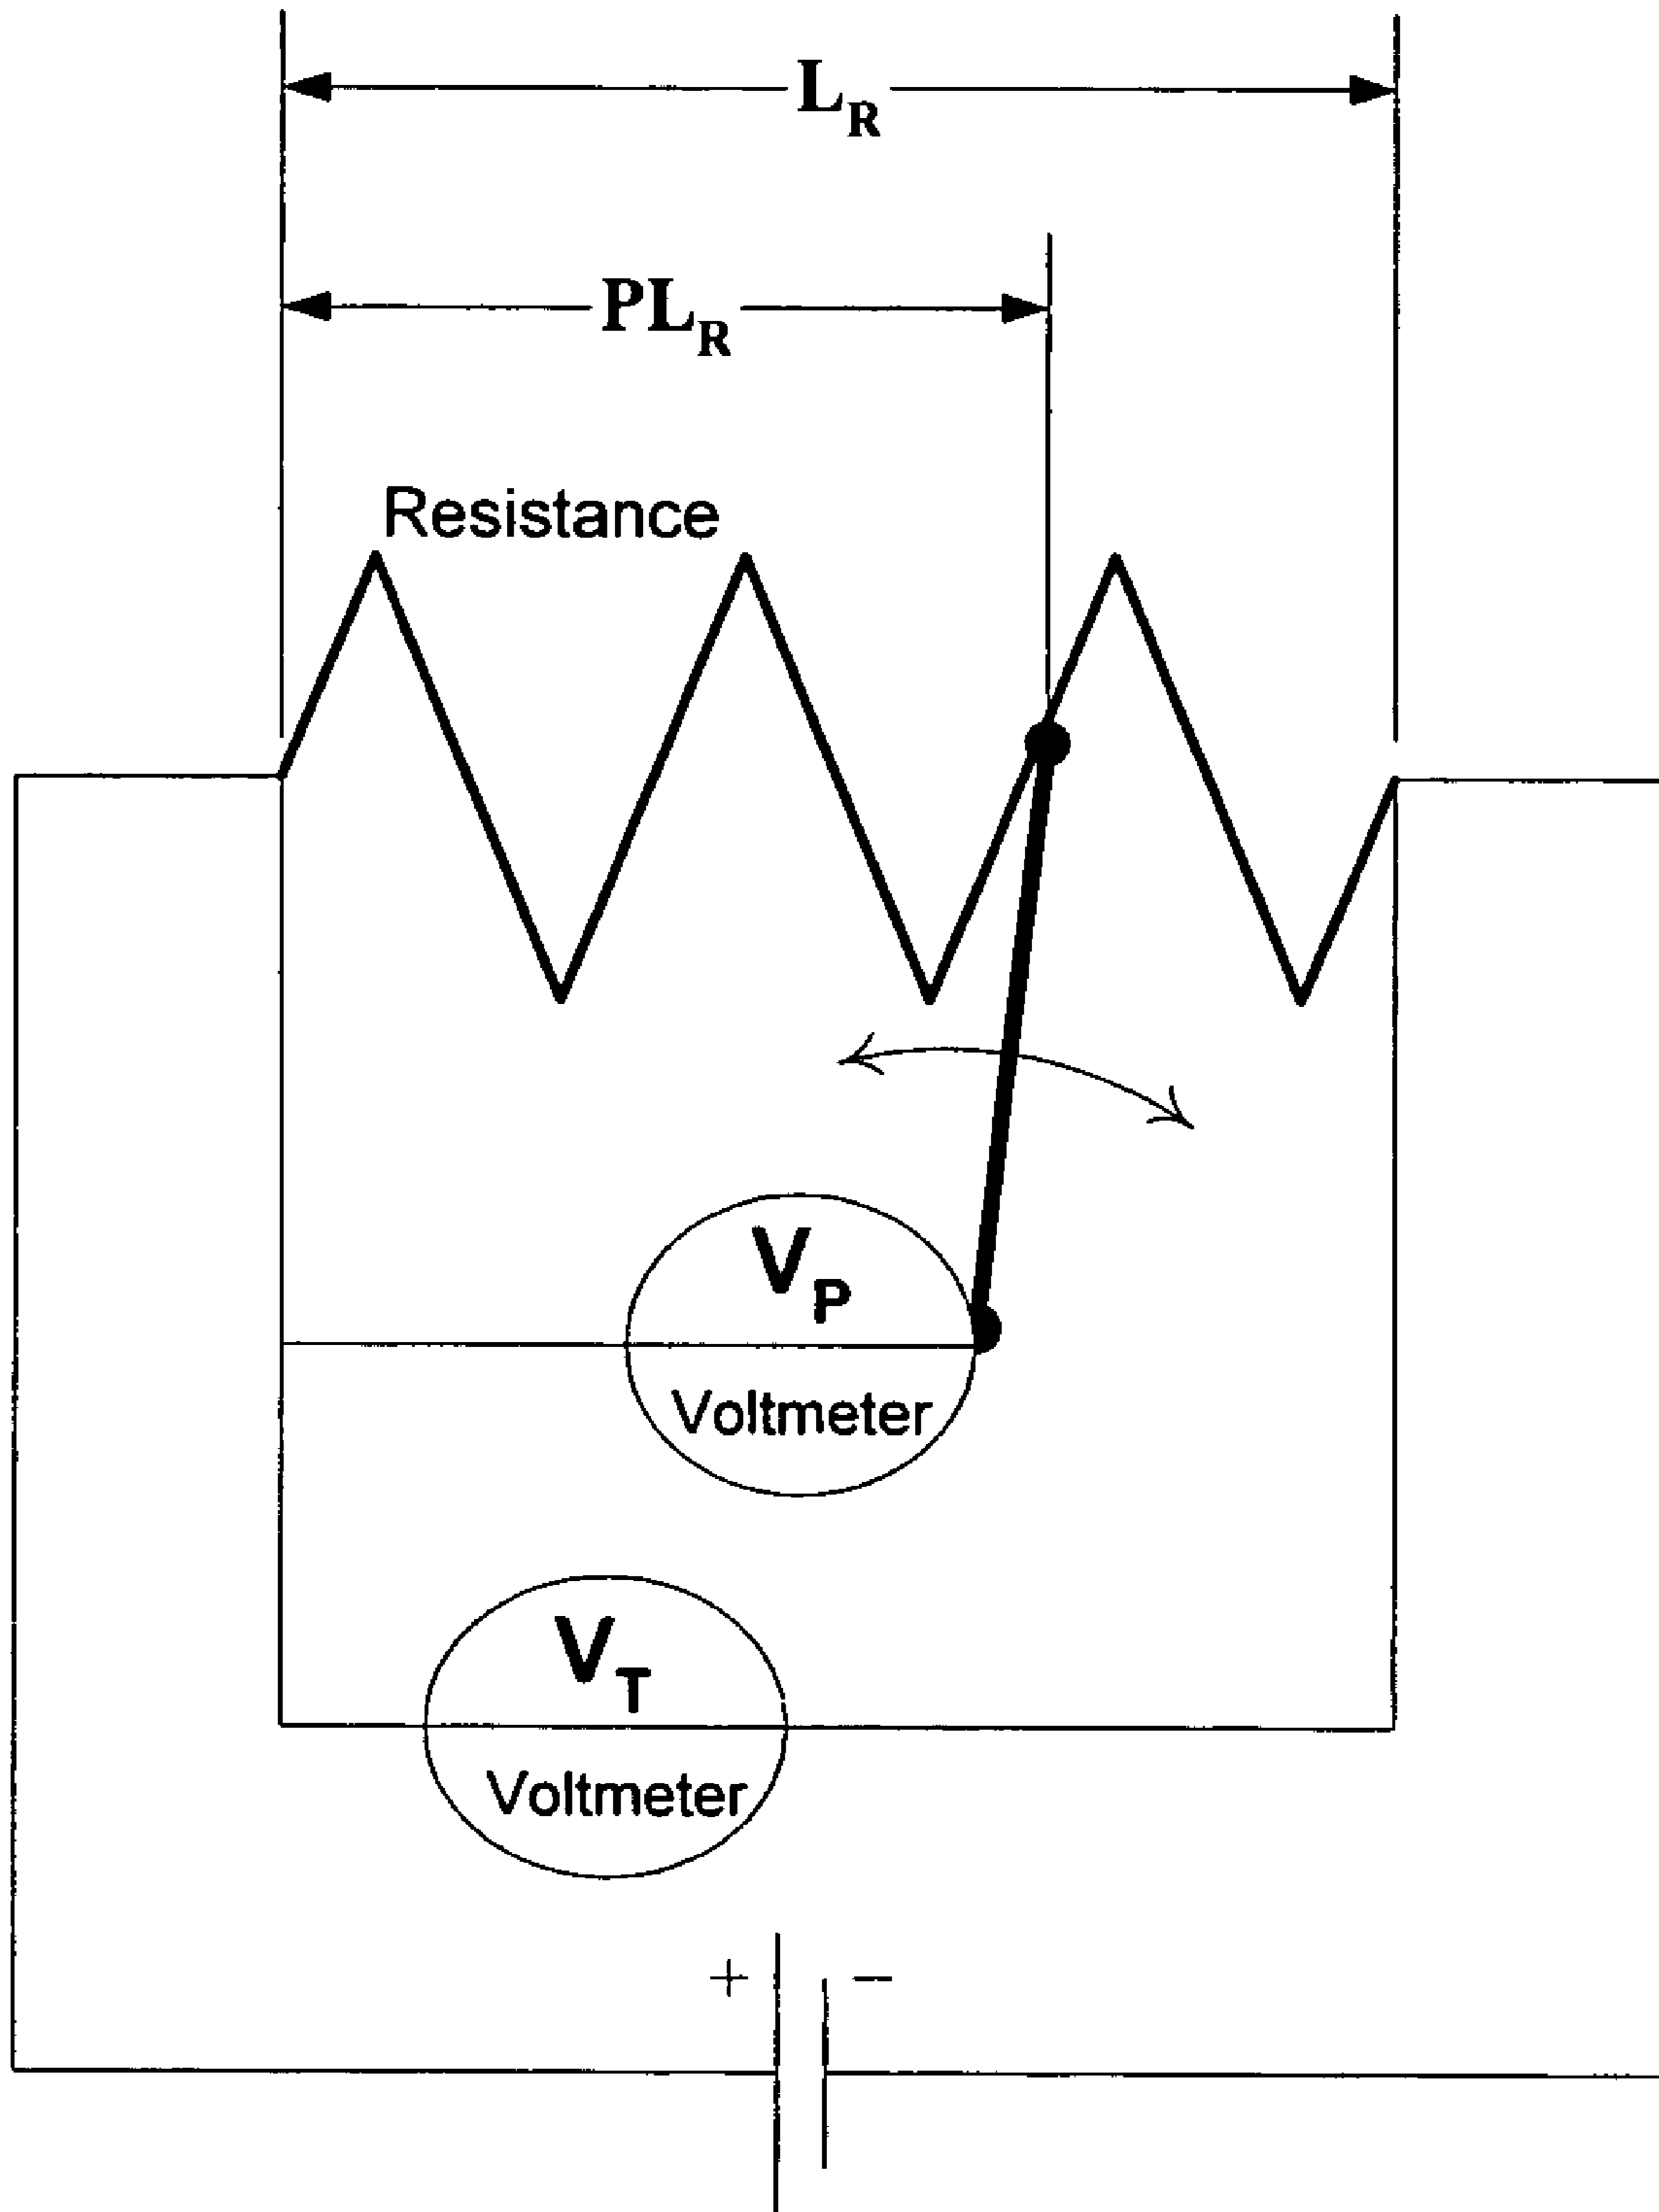 L_R
PL_R
Resistance
V_P
Voltmeter
V_T
Voltmeter
+ −